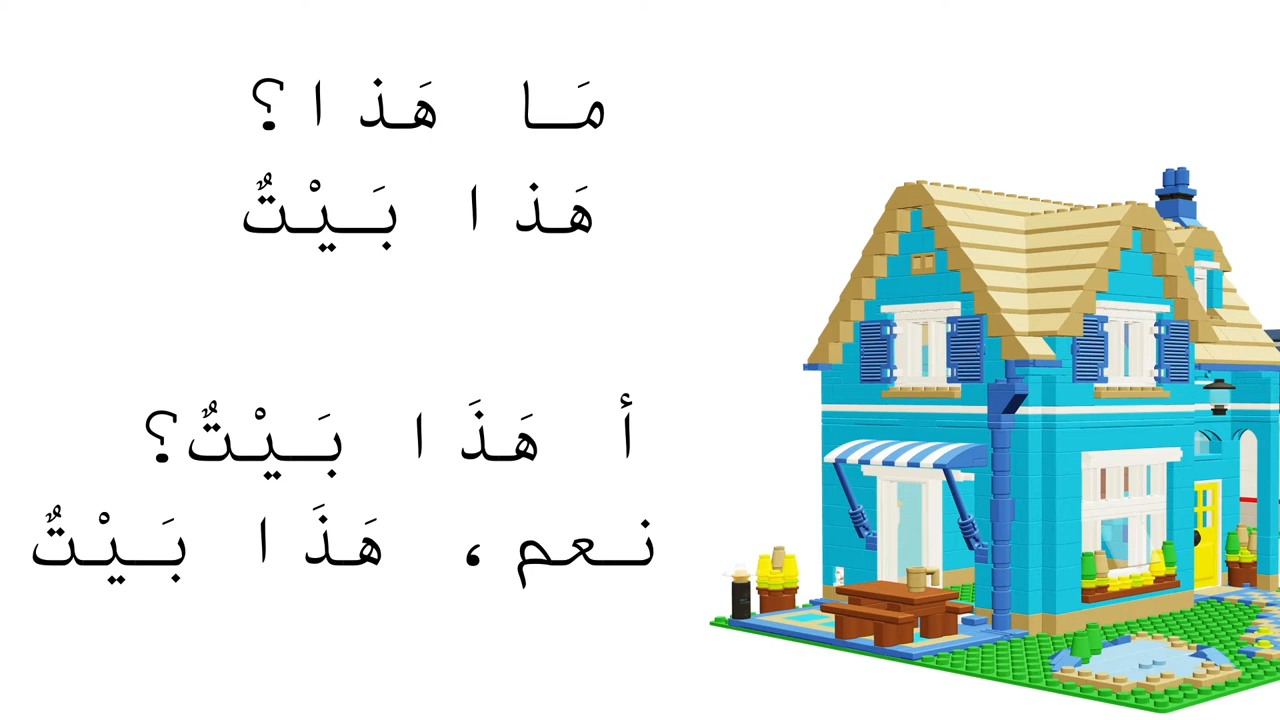 مَا هَذا؟
هَذا بَيْتٌ
أ هَذَا بَيْتٌ؟
نعم، هَذَا بَيْتٌ